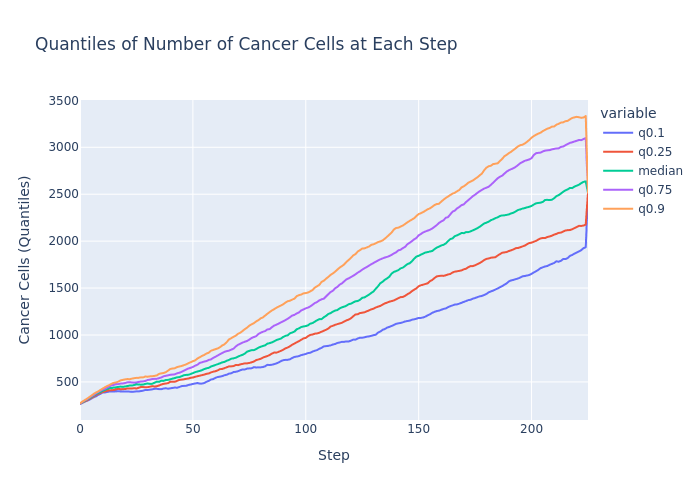 Quantiles of Number of Cancer Cells at Each Step
3500
3000
2500
2000
1500
1000
500
0
50
100
150
200
Step
Cancer Cells (Quantiles)
variable
q0.1
q0.25
median
q0.75
q0.9